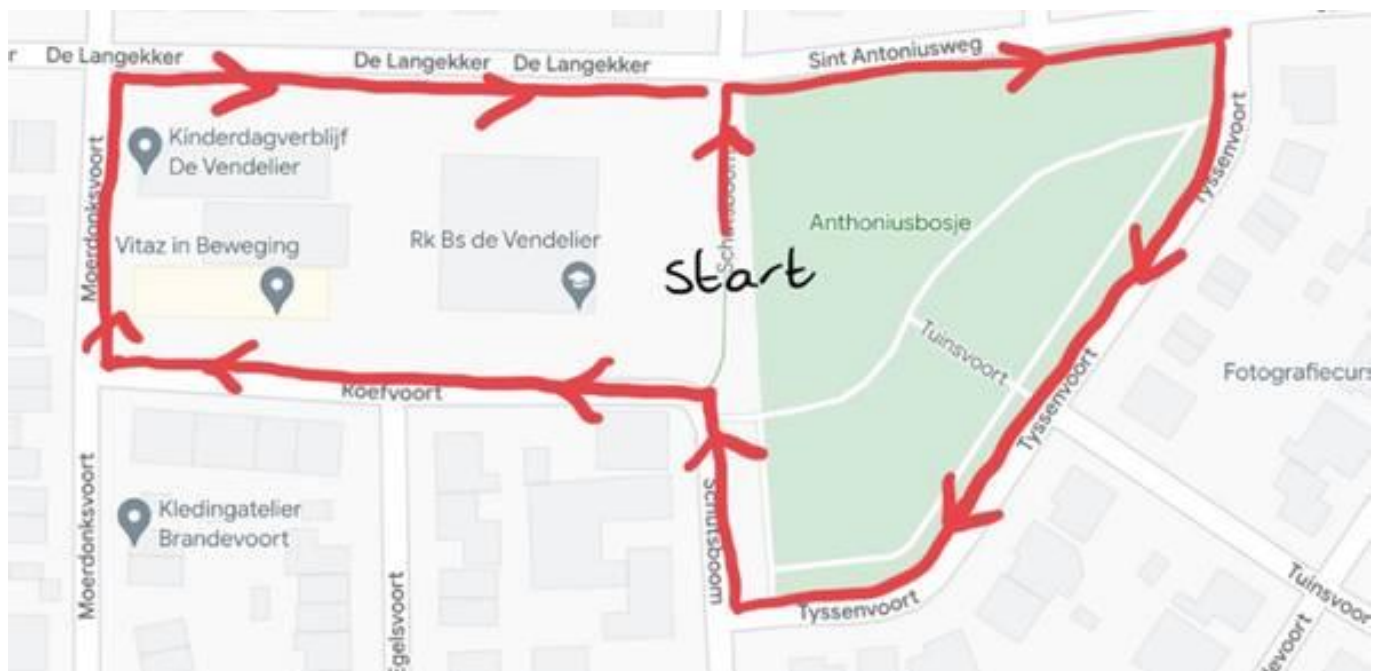 De Langekker
De Langekker
De Langekker
Sint Antoniusweg
Kinderdagverblijf
De Vendelier
Moerdonksvoort
Schutsboom
Tyssenvoort
Anthoniusbosje
Vitaz in Beweging
Rk Bs de Vendelier
Start
Tuinsvoort
Tyssenvoort
Fotografiecurs
Roefvoort
Moerdonksvoort
Kledingatelier
Brandevoort
Schutsboom
Tyssenvoort
Tuinsvoor